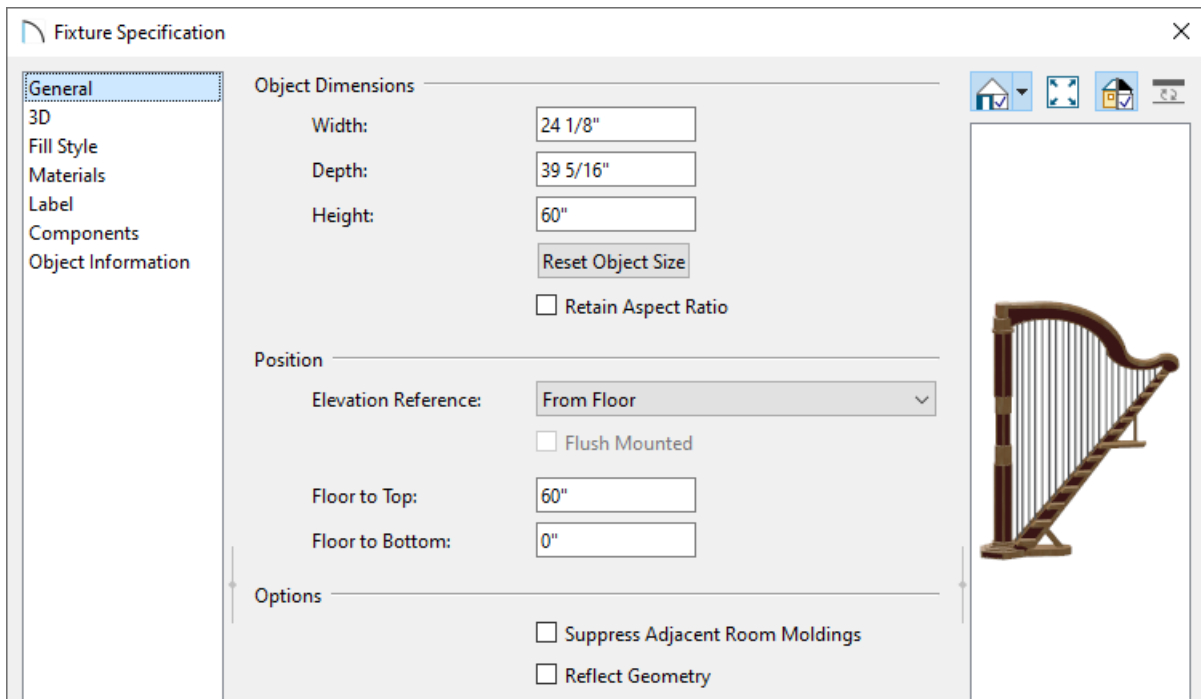 Fixture Specification
General
3D
Fill Style
Materials
Label
Components
Object Information
Object Dimensions
Width: 24 1/8"
Depth: 39 5/16"
Height: 60"
Reset Object Size
Retain Aspect Ratio
Position
Elevation Reference: From Floor
Flush Mounted
Floor to Top: 60"
Floor to Bottom: 0"
Options
Suppress Adjacent Room Moldings
Reflect Geometry